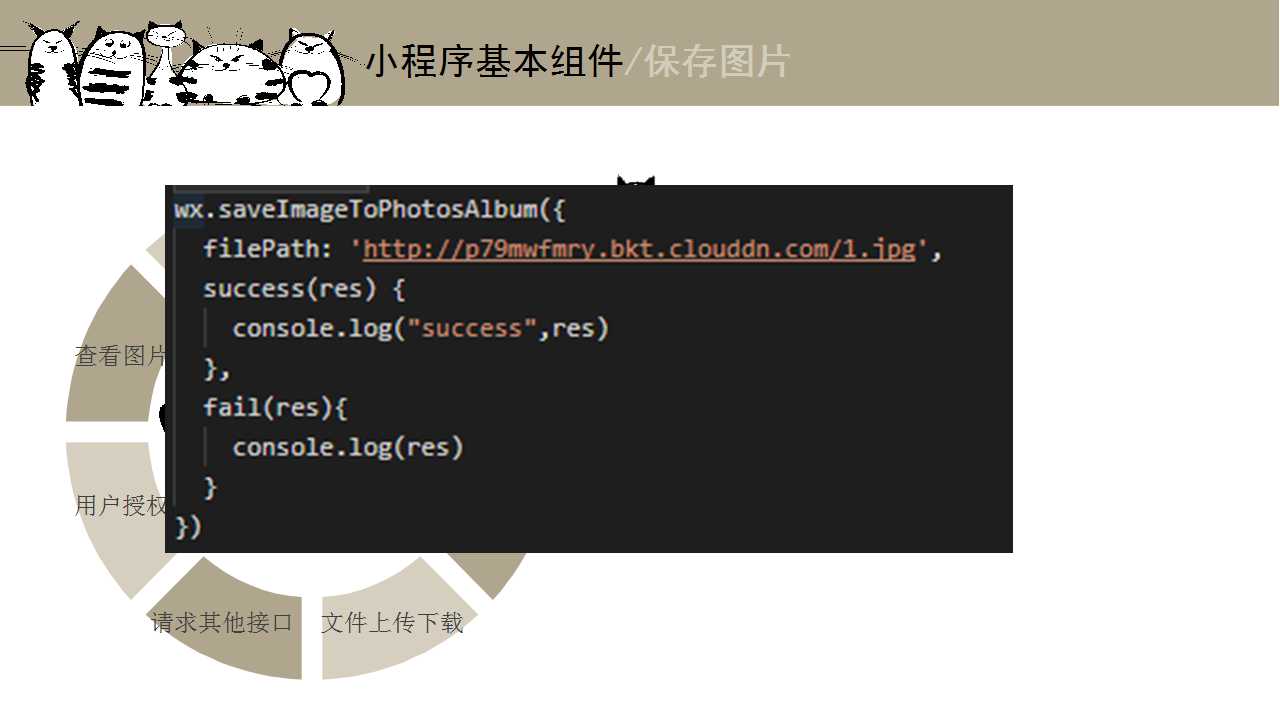 小程序基本组件/保存图片
wx.saveImageToPhotosAlbum({
filePath: 'http://p79mwfmry.bkt.clouddn.com/1.jpg',
success(res) {
console.log("success",res)
},
fail(res){
console.log(res)
}
})
查看图片
用户授权
请求其他接口
文件上传下载